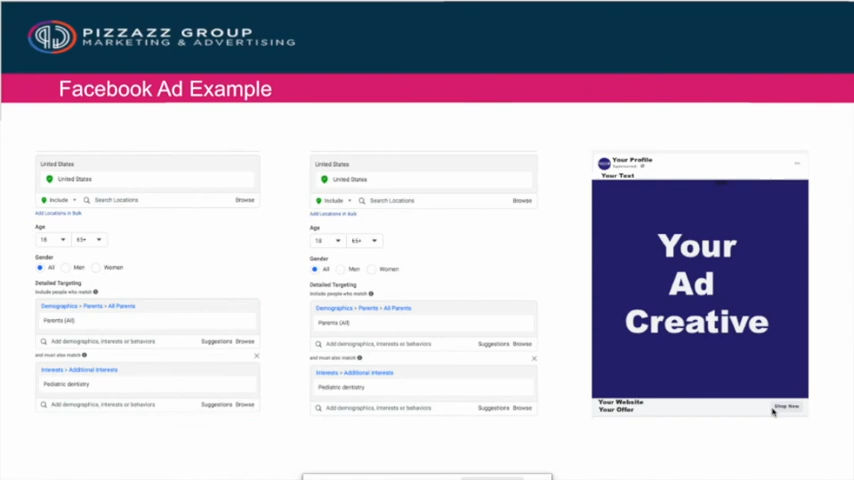 PIZZAZZ GROUP
MARKETING & ADVERTISING
Facebook Ad Example
United States
United States
Include Search Locations Browse
Add Locations in Bulk
Age
18 65+
Gender
All Men Women
Detailed Targeting
Include people who match
Demographics > Parents > All Parents
Parents (All)
Add demographics, interests or behaviors Suggestions Browse
and must also match
Interests > Additional Interests
Pediatric dentistry
Add demographics, interests or behaviors Suggestions Browse
United States
United States
Include Search Locations Browse
Add Locations in Bulk
Age
18 65+
Gender
All Men Women
Detailed Targeting
Include people who match
Demographics > Parents > All Parents
Parents (All)
Add demographics, interests or behaviors Suggestions Browse
and must also match
Interests > Additional Interests
Pediatric dentistry
Add demographics, interests or behaviors Suggestions Browse
Your Profile
Sponsored
Your Text
Your
Ad
Creative
Your Website
Your Offer
Shop Now